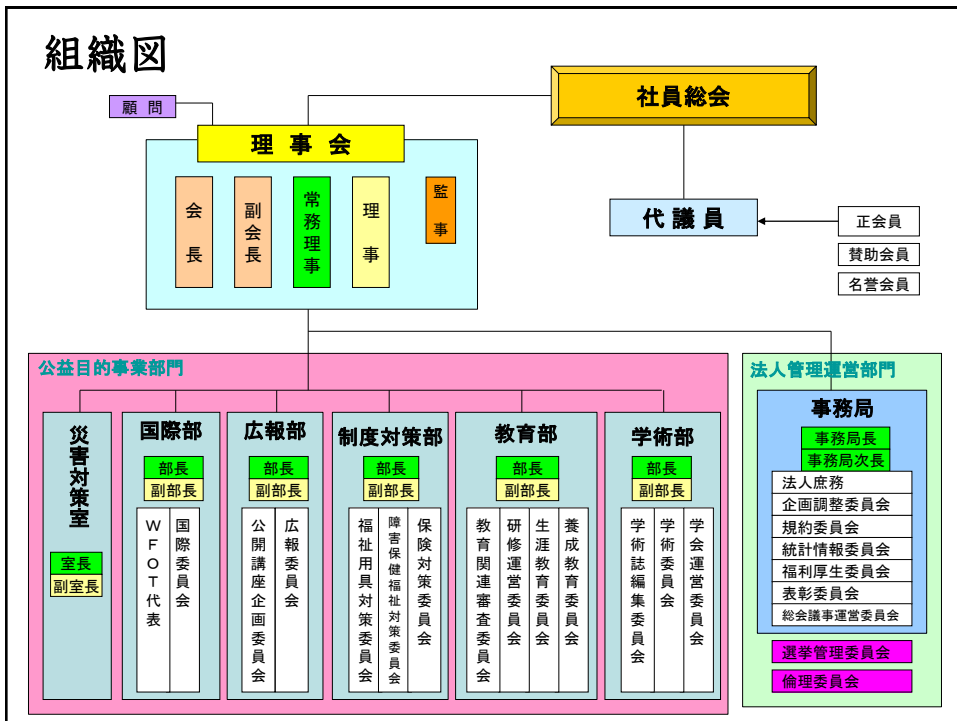 組織図
社員総会
顧問
理事会
会長
副会長
常務理事
理事
監事
代議員
正会員
賛助会員
名誉会員
公益目的事業部門
災害対策室
室長
副室長
国際部
部長
副部長
WFOT代表
国際委員会
広報部
部長
副部長
公開講座企画委員会
広報委員会
制度対策部
部長
副部長
福祉用具対策委員会
障害保健福祉対策委員会
保険対策委員会
教育部
部長
副部長
教育関連審査委員会
研修運営委員会
生涯教育委員会
養成教育委員会
学術部
部長
副部長
学術誌編集委員会
学術委員会
学会運営委員会
法人管理運営部門
事務局
事務局長
事務局次長
法人庶務
企画調整委員会
規約委員会
統計情報委員会
福利厚生委員会
表彰委員会
総会議事運営委員会
選挙管理委員会
倫理委員会